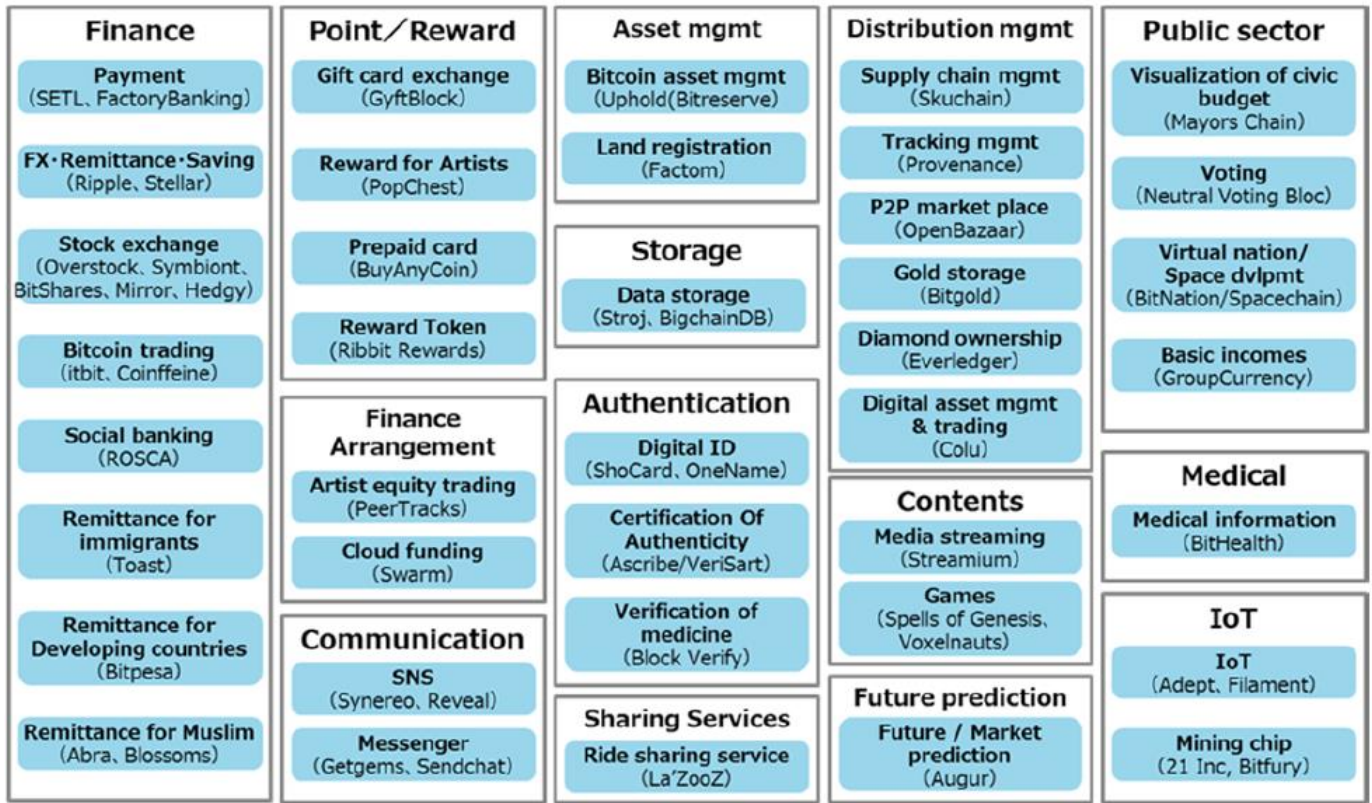 Finance
Payment
(SETL、FactoryBanking)
FX・Remittance・Saving
(Ripple、Stellar)
Stock exchange
(Overstock、Symbiont、
BitShares、Mirror、Hedgy)
Bitcoin trading
(itbit、Coinffeine)
Social banking
(ROSCA)
Remittance for
immigrants
(Toast)
Remittance for
Developing countries
(Bitpesa)
Remittance for Muslim
(Abra、Blossoms)
Point／Reward
Gift card exchange
(GyftBlock)
Reward for Artists
(PopChest)
Prepaid card
(BuyAnyCoin)
Reward Token
(Ribbit Rewards)
Finance
Arrangement
Artist equity trading
(PeerTracks)
Cloud funding
(Swarm)
Communication
SNS
(Synereo、Reveal)
Messenger
(Getgems、Sendchat)
Asset mgmt
Bitcoin asset mgmt
(Uphold(Bitreserve)
Land registration
(Factom)
Storage
Data storage
(Stroj、BigchainDB)
Authentication
Digital ID
(ShoCard、OneName)
Certification Of
Authenticity
(Ascribe/VeriSart)
Verification of
medicine
(Block Verify)
Sharing Services
Ride sharing service
(La'ZooZ)
Distribution mgmt
Supply chain mgmt
(Skuchain)
Tracking mgmt
(Provenance)
P2P market place
(OpenBazaar)
Gold storage
(Bitgold)
Diamond ownership
(Everledger)
Digital asset mgmt
& trading
(Colu)
Contents
Media streaming
(Streamium)
Games
(Spells of Genesis、
Voxelnauts)
Future prediction
Future / Market
prediction
(Augur)
Public sector
Visualization of civic
budget
(Mayors Chain)
Voting
(Neutral Voting Bloc)
Virtual nation/
Space dvlpmt
(BitNation/Spacechain)
Basic incomes
(GroupCurrency)
Medical
Medical information
(BitHealth)
IoT
IoT
(Adept、Filament)
Mining chip
(21 Inc, Bitfury)